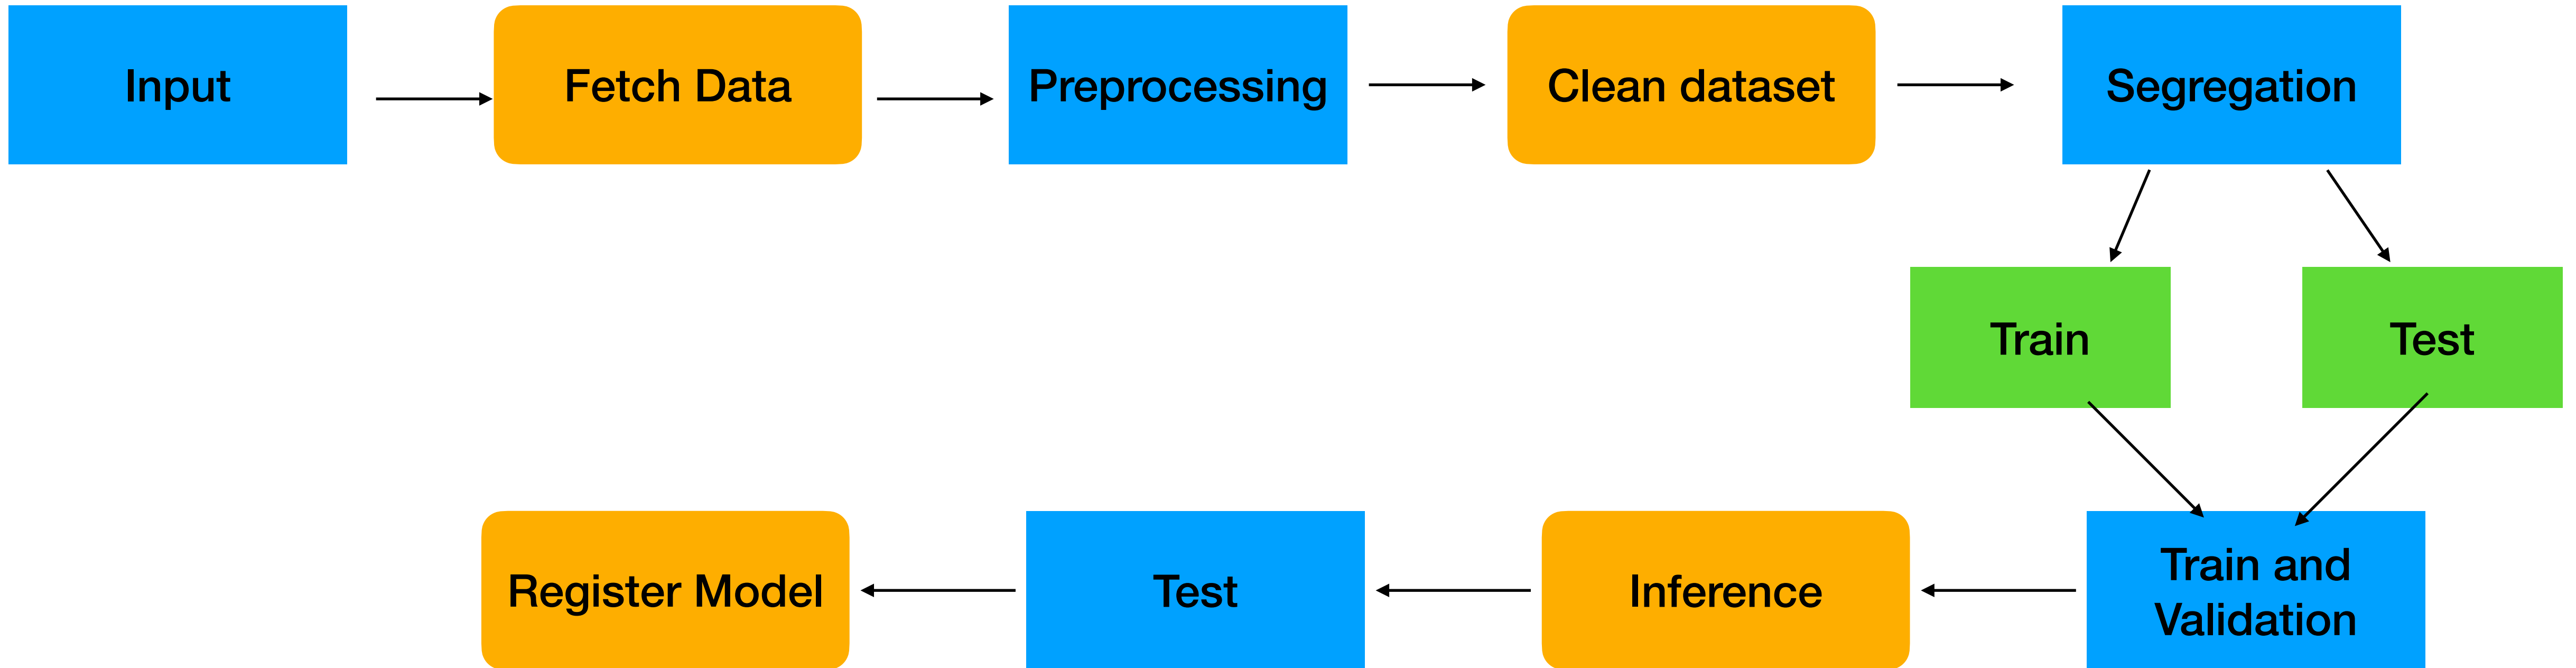 Input
Fetch Data
Preprocessing
Clean dataset
Segregation
Train
Test
Register Model
Test
Inference
Train and
Validation